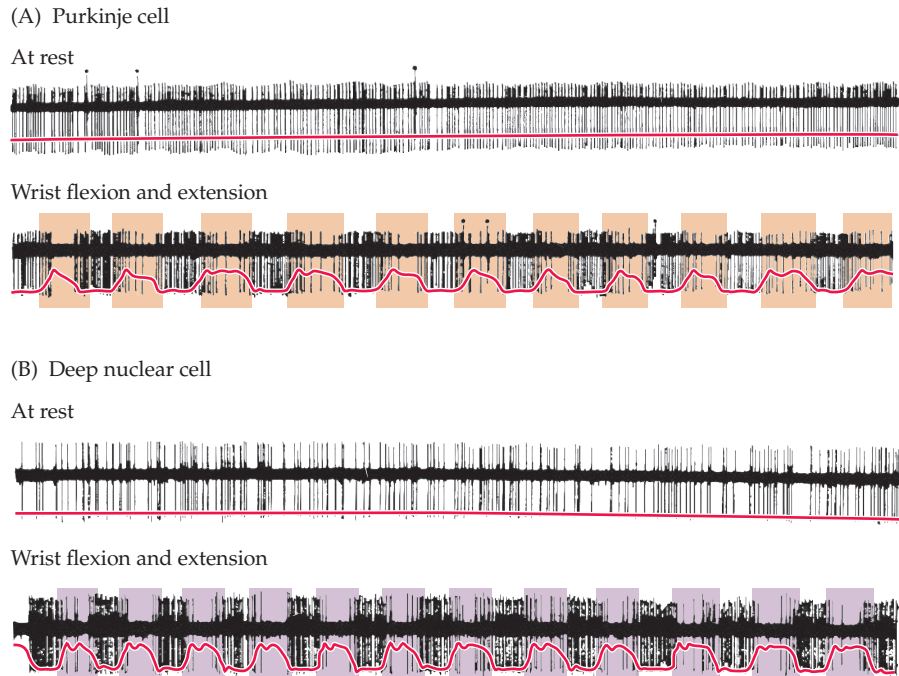 (A) Purkinje cell
At rest
Wrist flexion and extension
(B) Deep nuclear cell
At rest
Wrist flexion and extension